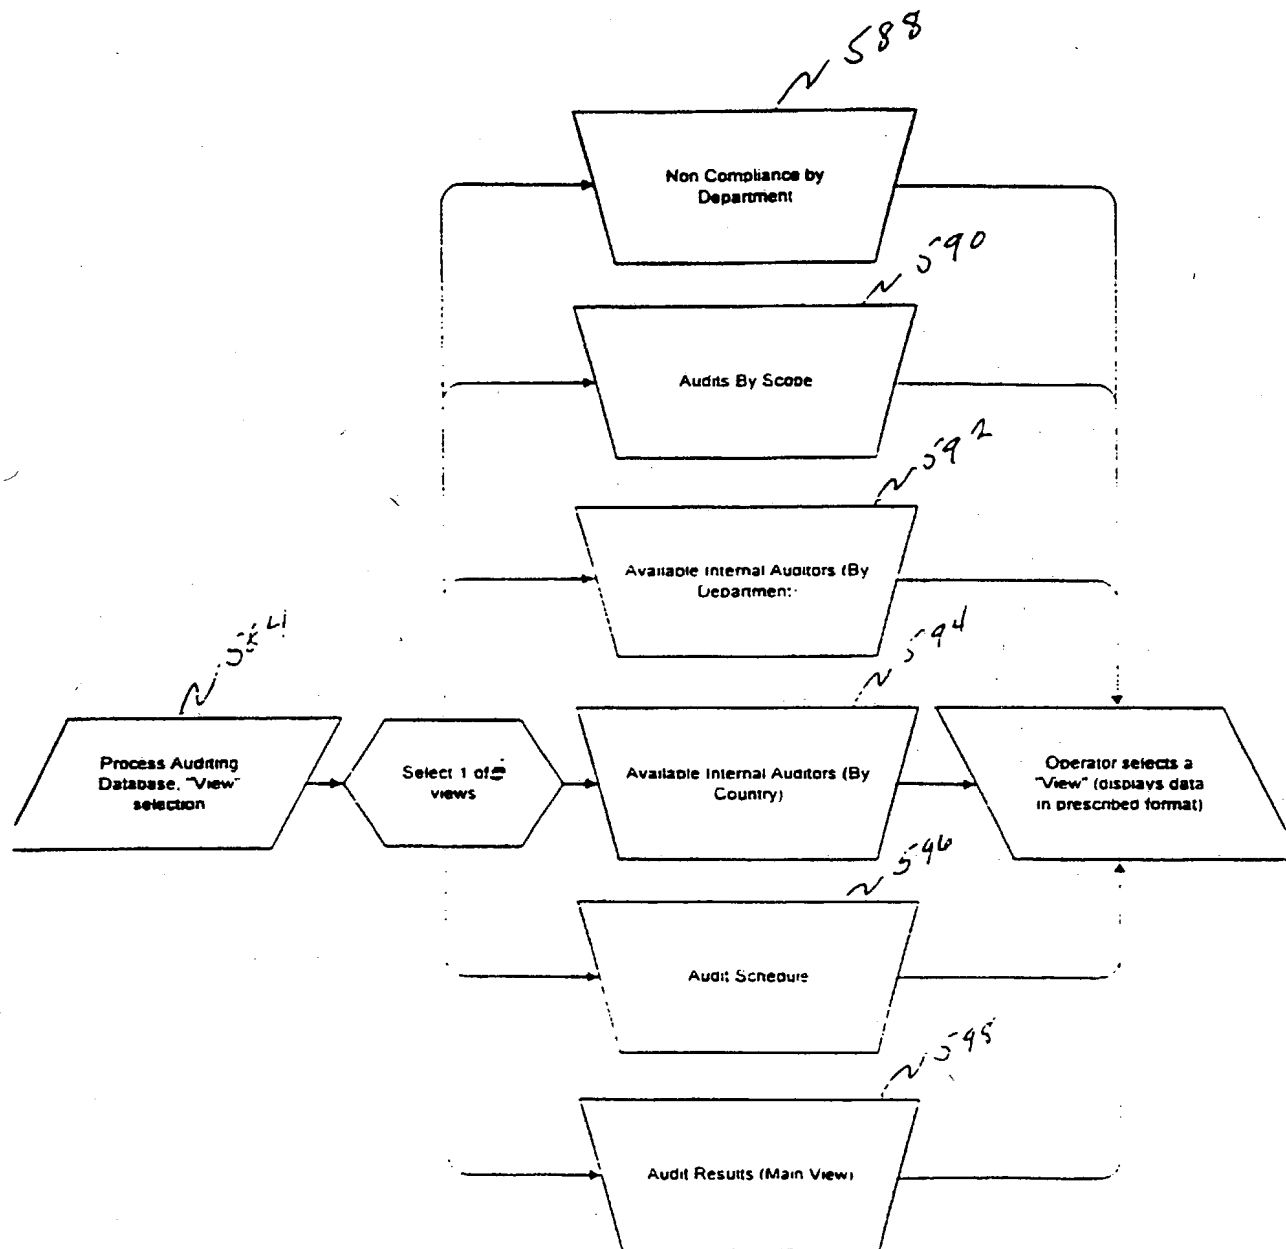 588
Non Compliance by
Department
590
Audits By Scope
592
Available Internal Auditors (By
Department
594
584
Process Auditing
Database, "View"
selection
Select 1 of
views
Available Internal Auditors (By
Country)
Operator selects a
"View" (displays data
in prescribed format)
596
Audit Schedule
Audit Results (Main View)